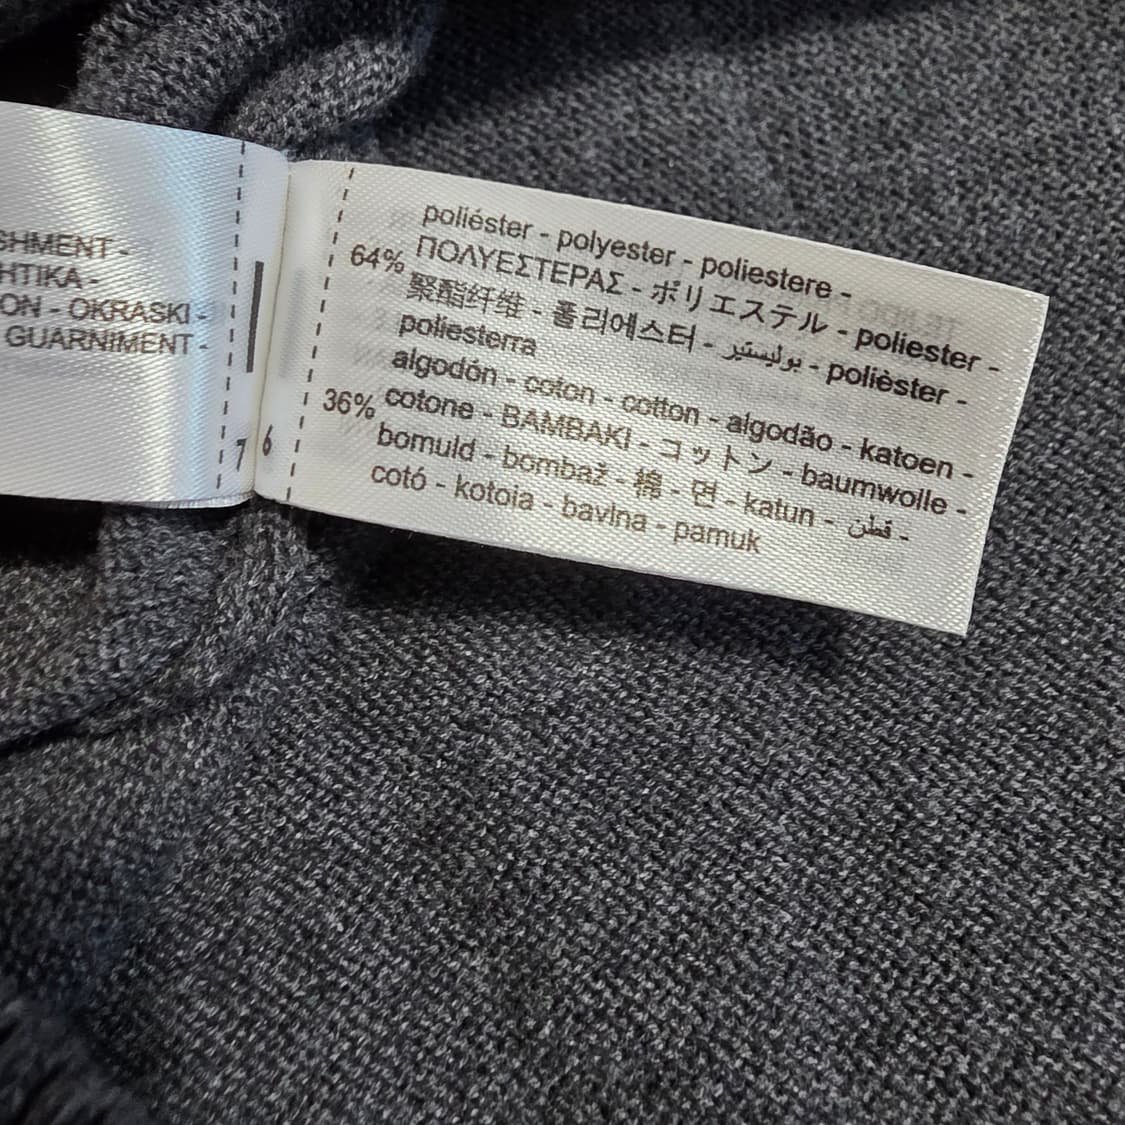 SHMENT -
HTIKA -
ON - OKRASKI -
GUARNIMENT -
7
6
poliéster - polyester - poliestere -
64% ΠΟΛΥΕΣΤΕΡΑΣ - ポリエステル - poliester -
聚酯纤维 - 폴리에스터 - بوليستير - polièster -
poliesterra
algodón - coton - cotton - algodão - katoen -
36% cotone - BAMBAKI - コットン - baumwolle -
bomuld - bombaž - 棉 - 면 - katun - قطن -
cotó - kotoia - bavlna - pamuk